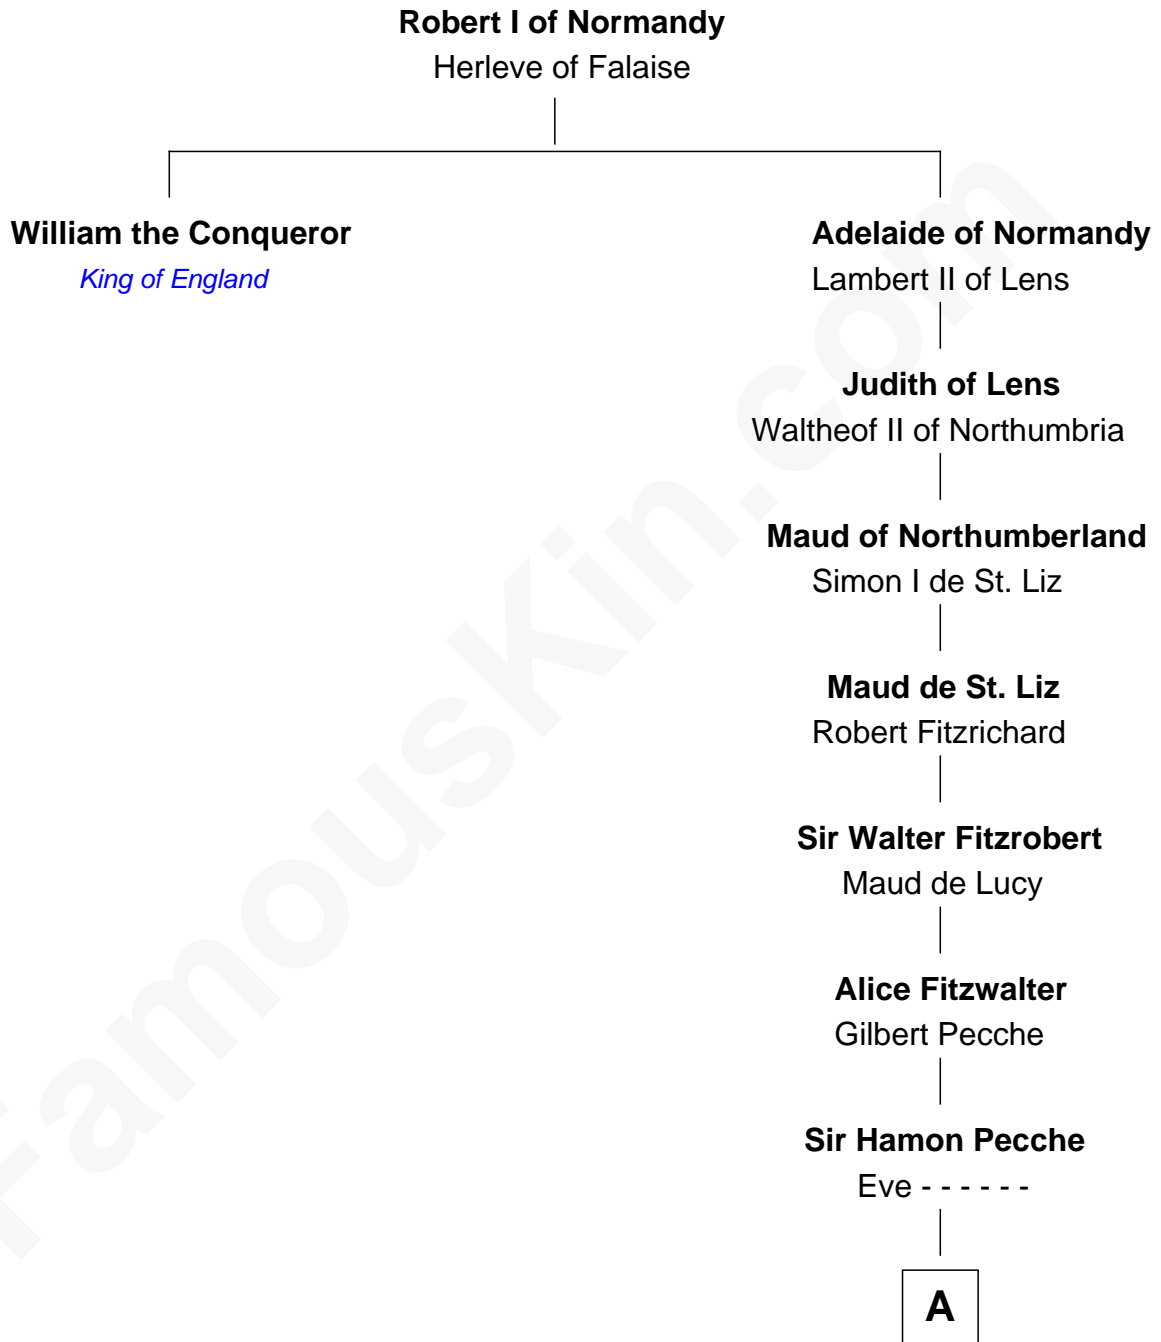 Robert I of Normandy
Herleve of Falaise
William the Conqueror
King of England
Adelaide of Normandy
Lambert II of Lens
Judith of Lens
Waltheof II of Northumbria
Maud of Northumberland
Simon I de St. Liz
Maud de St. Liz
Robert Fitzrichard
Sir Walter Fitzrobert
Maud de Lucy
Alice Fitzwalter
Gilbert Pecche
Sir Hamon Pecche
Eve - - - - - -
A
FamousKin.com